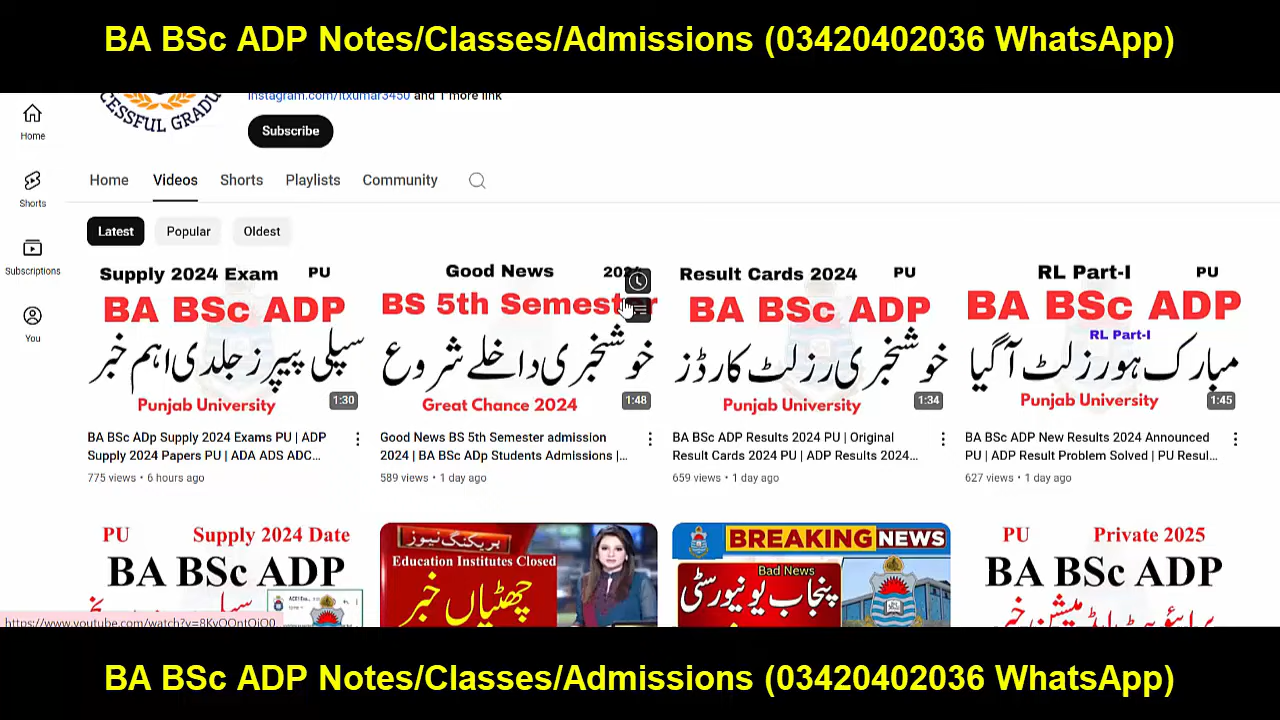 BA BSc ADP Notes/Classes/Admissions (03420402036 WhatsApp)
instagram.com/itxumar3450 and 1 more link
CESSFUL GRADU
Subscribe
Home
Shorts
Subscriptions
You
Home Videos Shorts Playlists Community
Latest Popular Oldest
Supply 2024 Exam PU
BA BSc ADP
سپلی پیپرز جلدی اہم خبر
Punjab University
1:30
BA BSc ADp Supply 2024 Exams PU | ADP
Supply 2024 Papers PU | ADA ADS ADC...
775 views • 6 hours ago
Good News
BS 5th Semester
خوشخبری داخلے شروع
Great Chance 2024
1:48
Good News BS 5th Semester admission
2024 | BA BSc ADp Students Admissions |...
589 views • 1 day ago
Result Cards 2024 PU
BA BSc ADP
خوشخبری رزلٹ کارڈز
Punjab University
1:34
BA BSc ADP Results 2024 PU | Original
Result Cards 2024 PU | ADP Results 2024...
659 views • 1 day ago
RL Part-I PU
BA BSc ADP
RL Part-I
مبارک ہو رزلٹ آگیا
Punjab University
1:45
BA BSc ADP New Results 2024 Announced
PU | ADP Result Problem Solved | PU Resul...
627 views • 1 day ago
PU Supply 2024 Date
BA BSc ADP
بریکنگ نیوز
Education Institutes Closed
چھٹیاں خبر
BREAKING NEWS
Bad News
پنجاب یونیورسٹی
PU Private 2025
BA BSc ADP
https://www.youtube.com/watch?v=8KvOOntOiO0
BA BSc ADP Notes/Classes/Admissions (03420402036 WhatsApp)